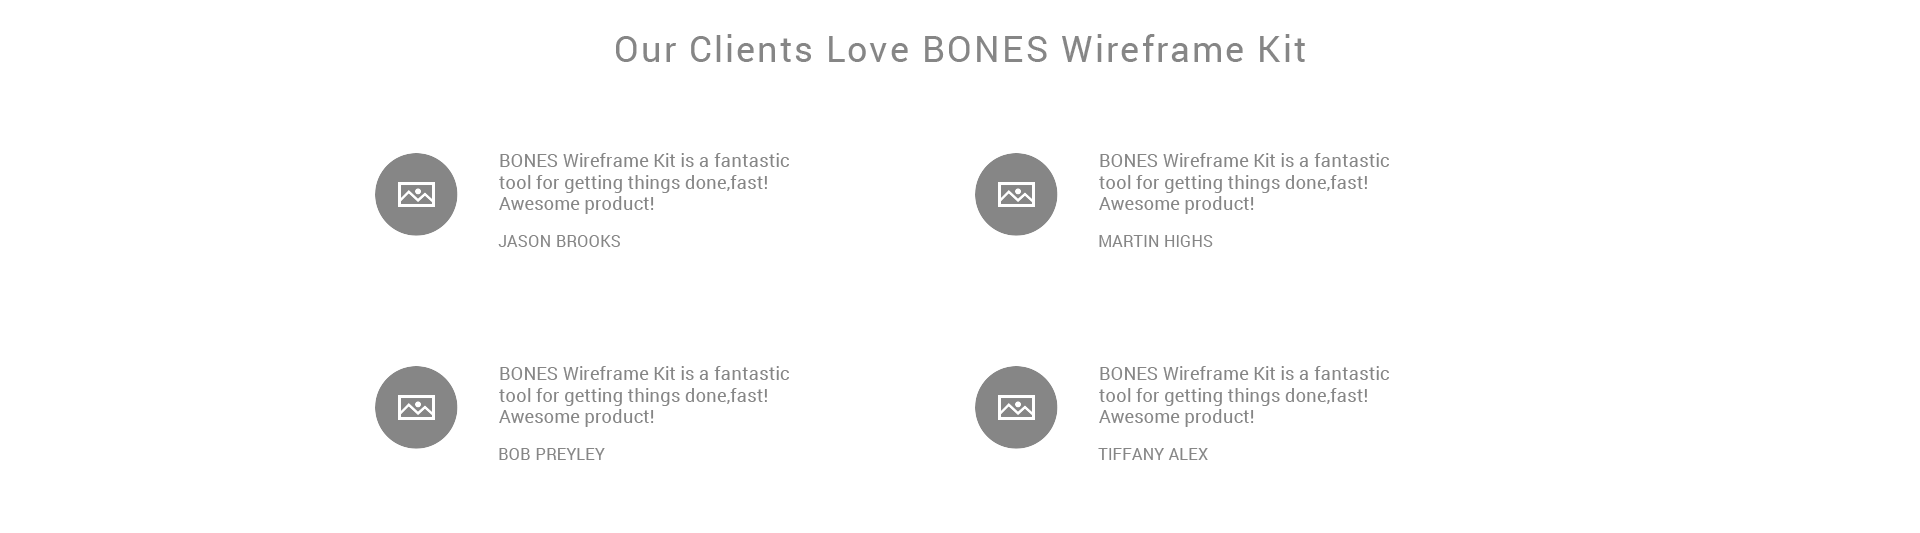 Our Clients Love BONES Wireframe Kit
BONES Wireframe Kit is a fantastic
tool for getting things done,fast!
Awesome product!
JASON BROOKS
BONES Wireframe Kit is a fantastic
tool for getting things done,fast!
Awesome product!
MARTIN HIGHS
BONES Wireframe Kit is a fantastic
tool for getting things done,fast!
Awesome product!
BOB PREYLEY
BONES Wireframe Kit is a fantastic
tool for getting things done,fast!
Awesome product!
TIFFANY ALEX